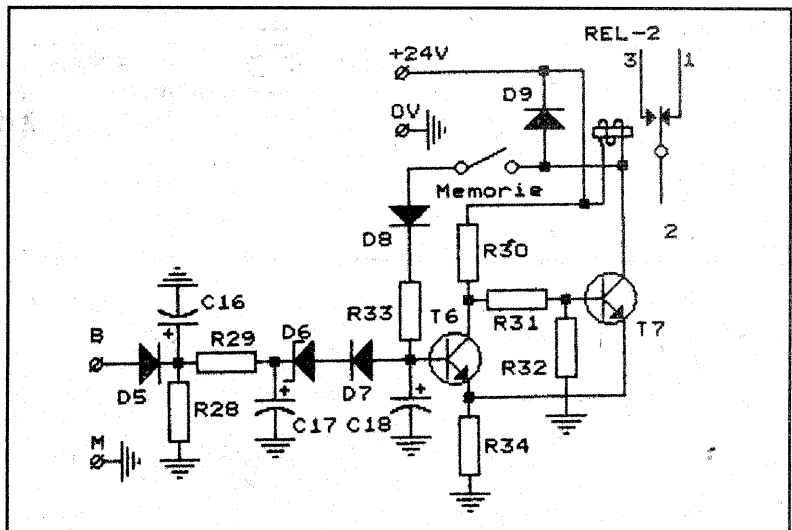 REL-2
+24V
3
1
D9
0V
Memorie
2
D8
R30
C16
R33
T6
B
R29
D6
R31
T7
D5
D7
R32
R28
C17
C18
M
R34
+
+
+